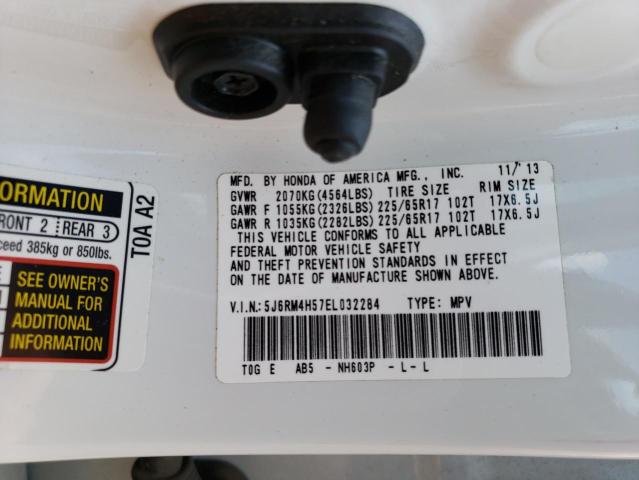 ORMATION
FRONT 2 REAR 3
ceed 385kg or 850lbs.
SEE OWNER'S
MANUAL FOR
ADDITIONAL
INFORMATION
TOA A2
MFD. BY HONDA OF AMERICA MFG., INC. 11/13
GVWR 2070KG(4564LBS) TIRE SIZE RIM SIZE
GAWR F 1055KG(2326LBS) 225/65R17 102T 17X6.5J
GAWR R 1035KG(2282LBS) 225/65R17 102T 17X6.5J
THIS VEHICLE CONFORMS TO ALL APPLICABLE
FEDERAL MOTOR VEHICLE SAFETY
AND THEFT PREVENTION STANDARDS IN EFFECT
ON THE DATE OF MANUFACTURE SHOWN ABOVE.
V.I.N.:5J6RM4H57EL032284 TYPE: MPV
TOG E AB5 - NH603P - L - L